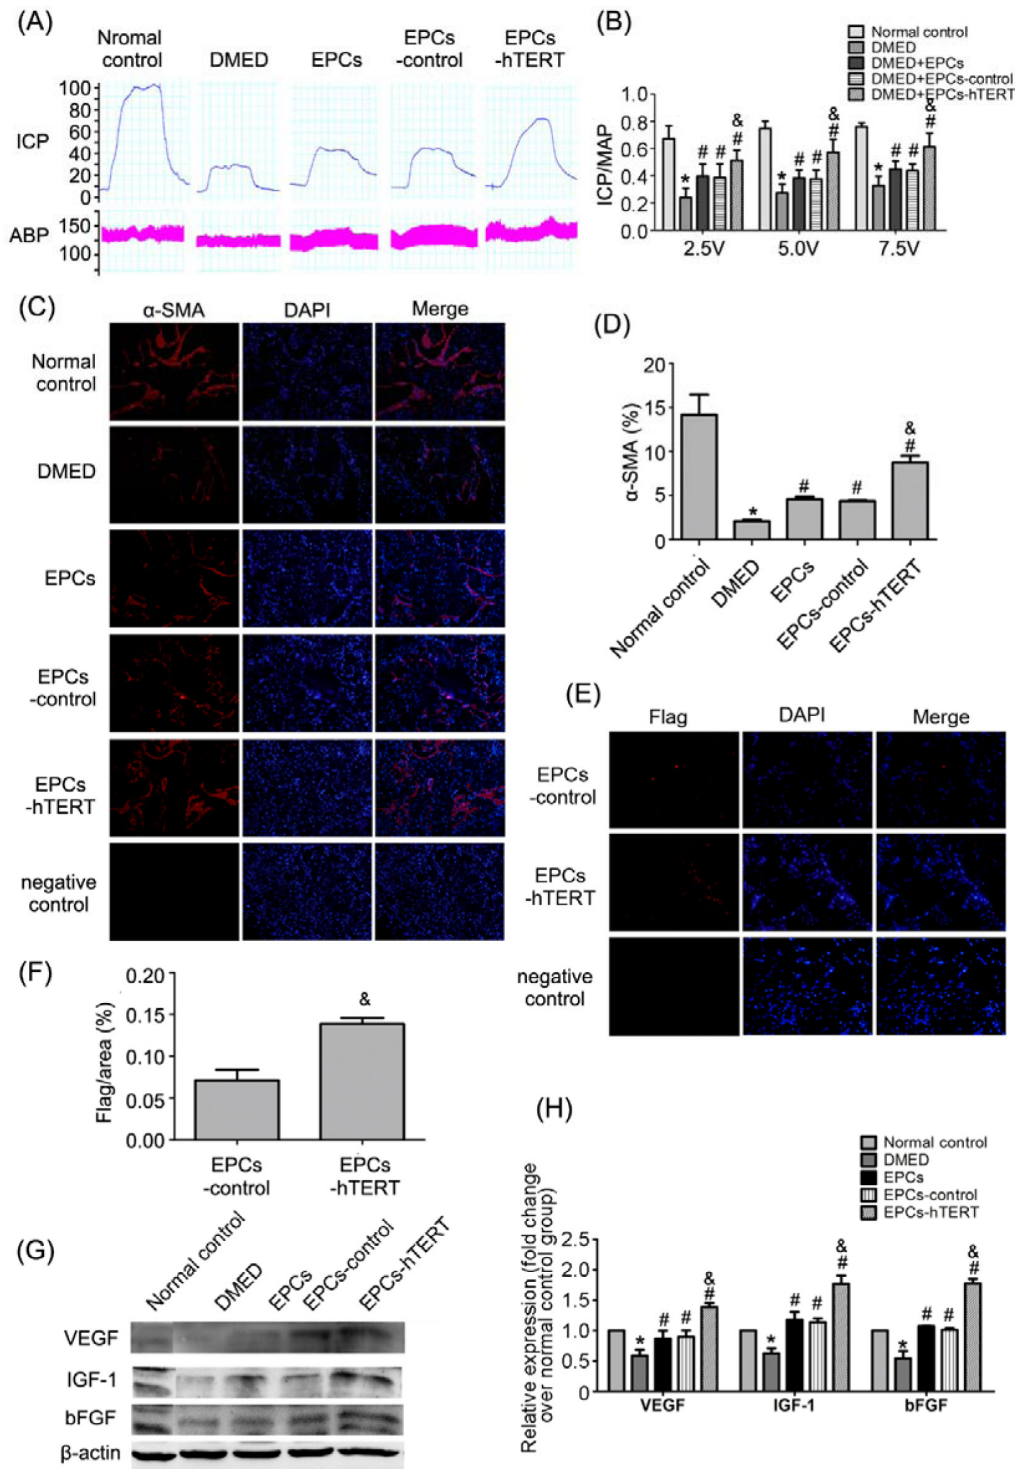 (A)
Nromal
control
DMED
EPCs
EPCs
-control
EPCs
-hTERT
ICP
100
80
60
40
20
0
ABP
150
100
(B)
Normal control
DMED
DMED+EPCs
DMED+EPCs-control
DMED+EPCs-hTERT
ICP/MAP
1.0
0.8
0.6
0.4
0.2
0.0
* # # & #
* # # & #
* # # & #
2.5V 5.0V 7.5V
(C)
α-SMA DAPI Merge
Normal
control
DMED
EPCs
EPCs
-control
EPCs
-hTERT
negative
control
(D)
α-SMA (%)
20
15
10
5
0
* # # & #
Normal control
DMED
EPCs
EPCs-control
EPCs-hTERT
(E)
Flag DAPI Merge
EPCs
-control
EPCs
-hTERT
negative
control
(F)
Flag/area (%)
0.20
0.15
0.10
0.05
0.00
&
EPCs
-control
EPCs
-hTERT
(G)
Normal control
DMED
EPCs
EPCs-control
EPCs-hTERT
VEGF
IGF-1
bFGF
β-actin
(H)
Normal control
DMED
EPCs
EPCs-control
EPCs-hTERT
Relative expression (fold change
over normal control group)
2.5
2.0
1.5
1.0
0.5
0
* # # & #
* # # & #
* # # & #
VEGF IGF-1 bFGF